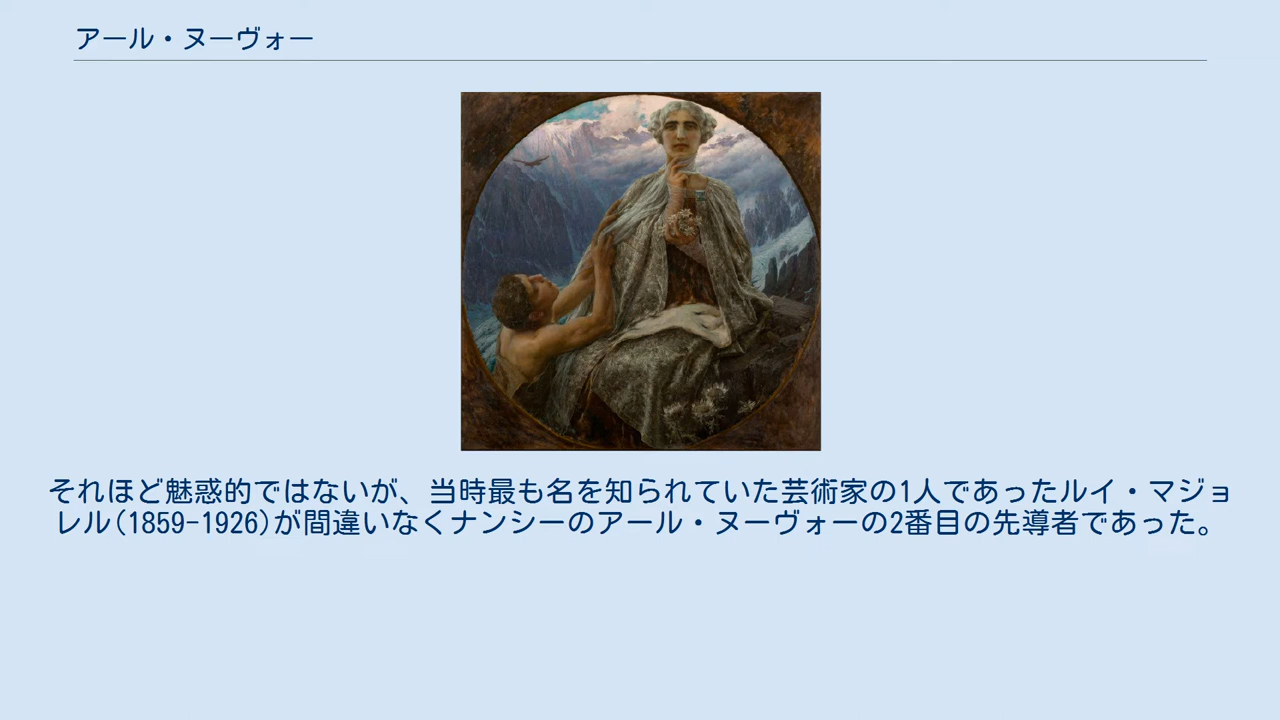 アール・ヌーヴォー
それほど魅惑的ではないが、当時最も名を知られていた芸術家の1人であったルイ・マジョ
レル(1859-1926)が間違いなくナンシーのアール・ヌーヴォーの2番目の先導者であった。